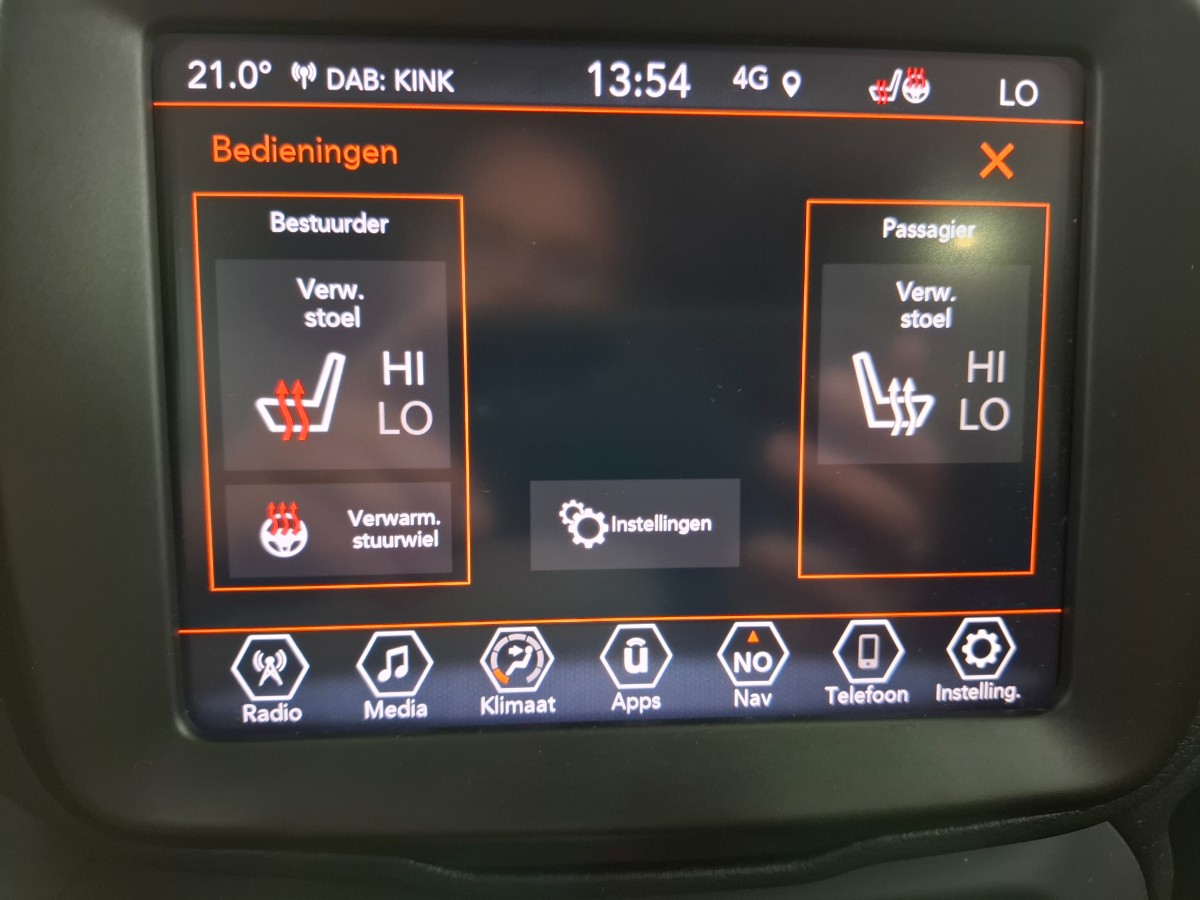 21.0° DAB: KINK 13:54 4G LO
Bedieningen
Bestuurder
Verw.
stoel
HI
LO
Verwarm.
stuurwiel
Instellingen
Passagier
Verw.
stoel
HI
LO
Radio
Media
Klimaat
ū
Apps
NO
Nav
Telefoon
Instelling.